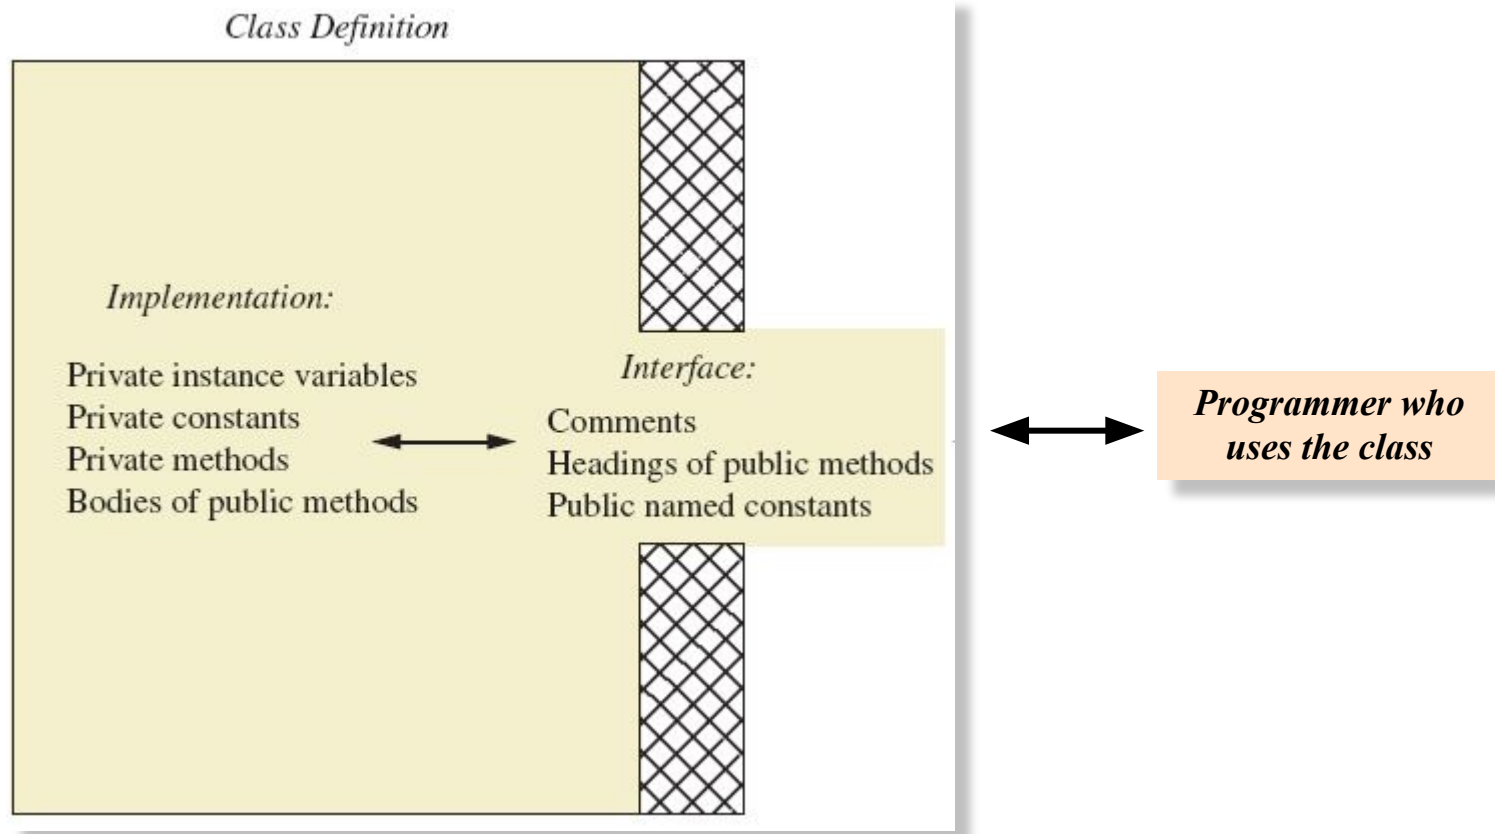 Class Definition
Implementation:
Private instance variables
Private constants
Private methods
Bodies of public methods
Interface:
Comments
Headings of public methods
Public named constants
Programmer who
uses the class